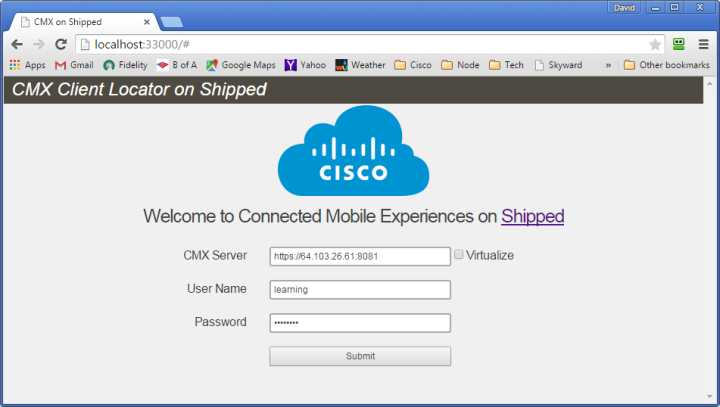 David
CMX on Shipped
localhost:33000/#
Apps Gmail Fidelity B of A Google Maps Yahoo Weather Cisco Node Tech Skyward » Other bookmarks
CMX Client Locator on Shipped
CISCO
Welcome to Connected Mobile Experiences on Shipped
CMX Server https://64.103.26.61:8081 Virtualize
User Name learning
Password ••••••••
Submit